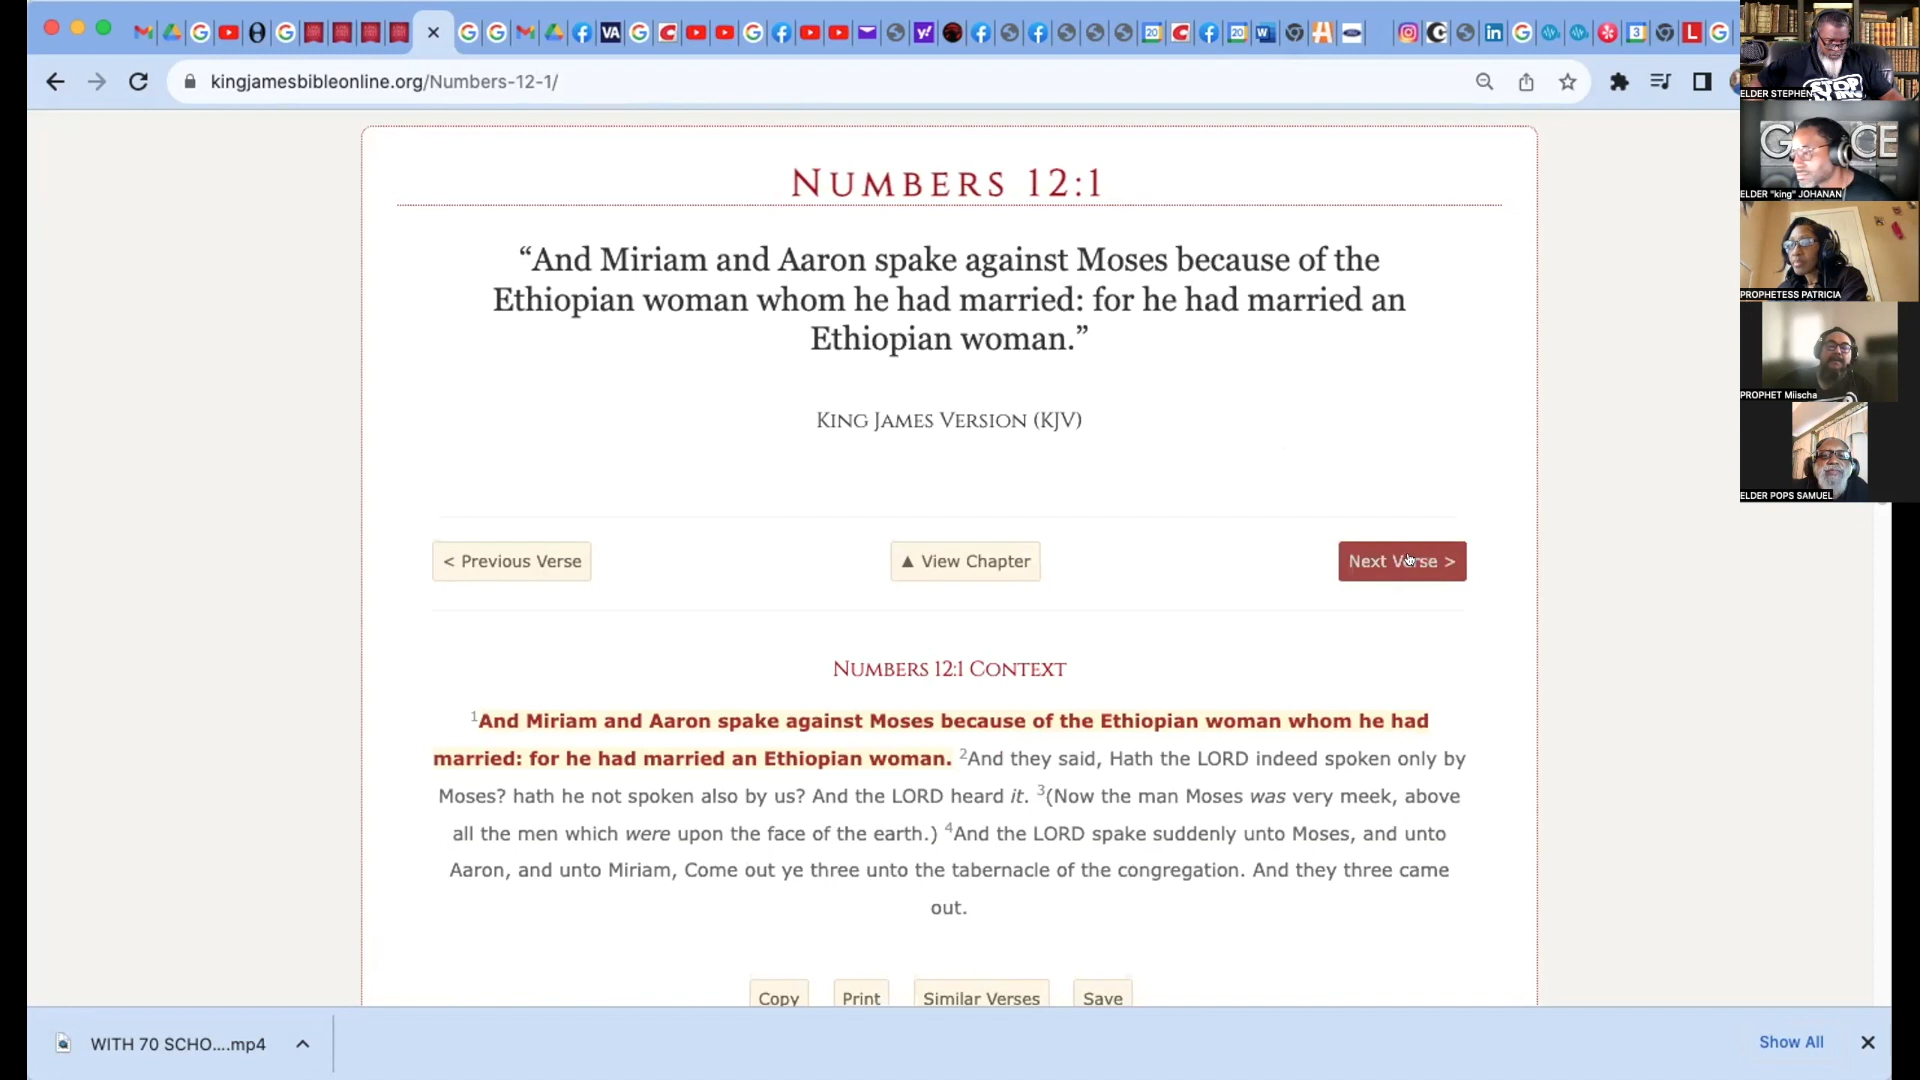 kingjamesbibleonline.org/Numbers-12-1/
NUMBERS 12:1
“And Miriam and Aaron spake against Moses because of the
Ethiopian woman whom he had married: for he had married an
Ethiopian woman.”
KING JAMES VERSION (KJV)
< Previous Verse
▲ View Chapter
Next Verse >
NUMBERS 12:1 CONTEXT
1And Miriam and Aaron spake against Moses because of the Ethiopian woman whom he had
married: for he had married an Ethiopian woman. 2And they said, Hath the LORD indeed spoken only by
Moses? hath he not spoken also by us? And the LORD heard it. 3(Now the man Moses was very meek, above
all the men which were upon the face of the earth.) 4And the LORD spake suddenly unto Moses, and unto
Aaron, and unto Miriam, Come out ye three unto the tabernacle of the congregation. And they three came
out.
Copy
Print
Similar Verses
Save
WITH 70 SCHO....mp4
Show All
ELDER STEPHEN
STOP
ELDER "king" JOHANAN
PROPHETESS PATRICIA
PROPHET Miischa
ELDER POPS SAMUEL